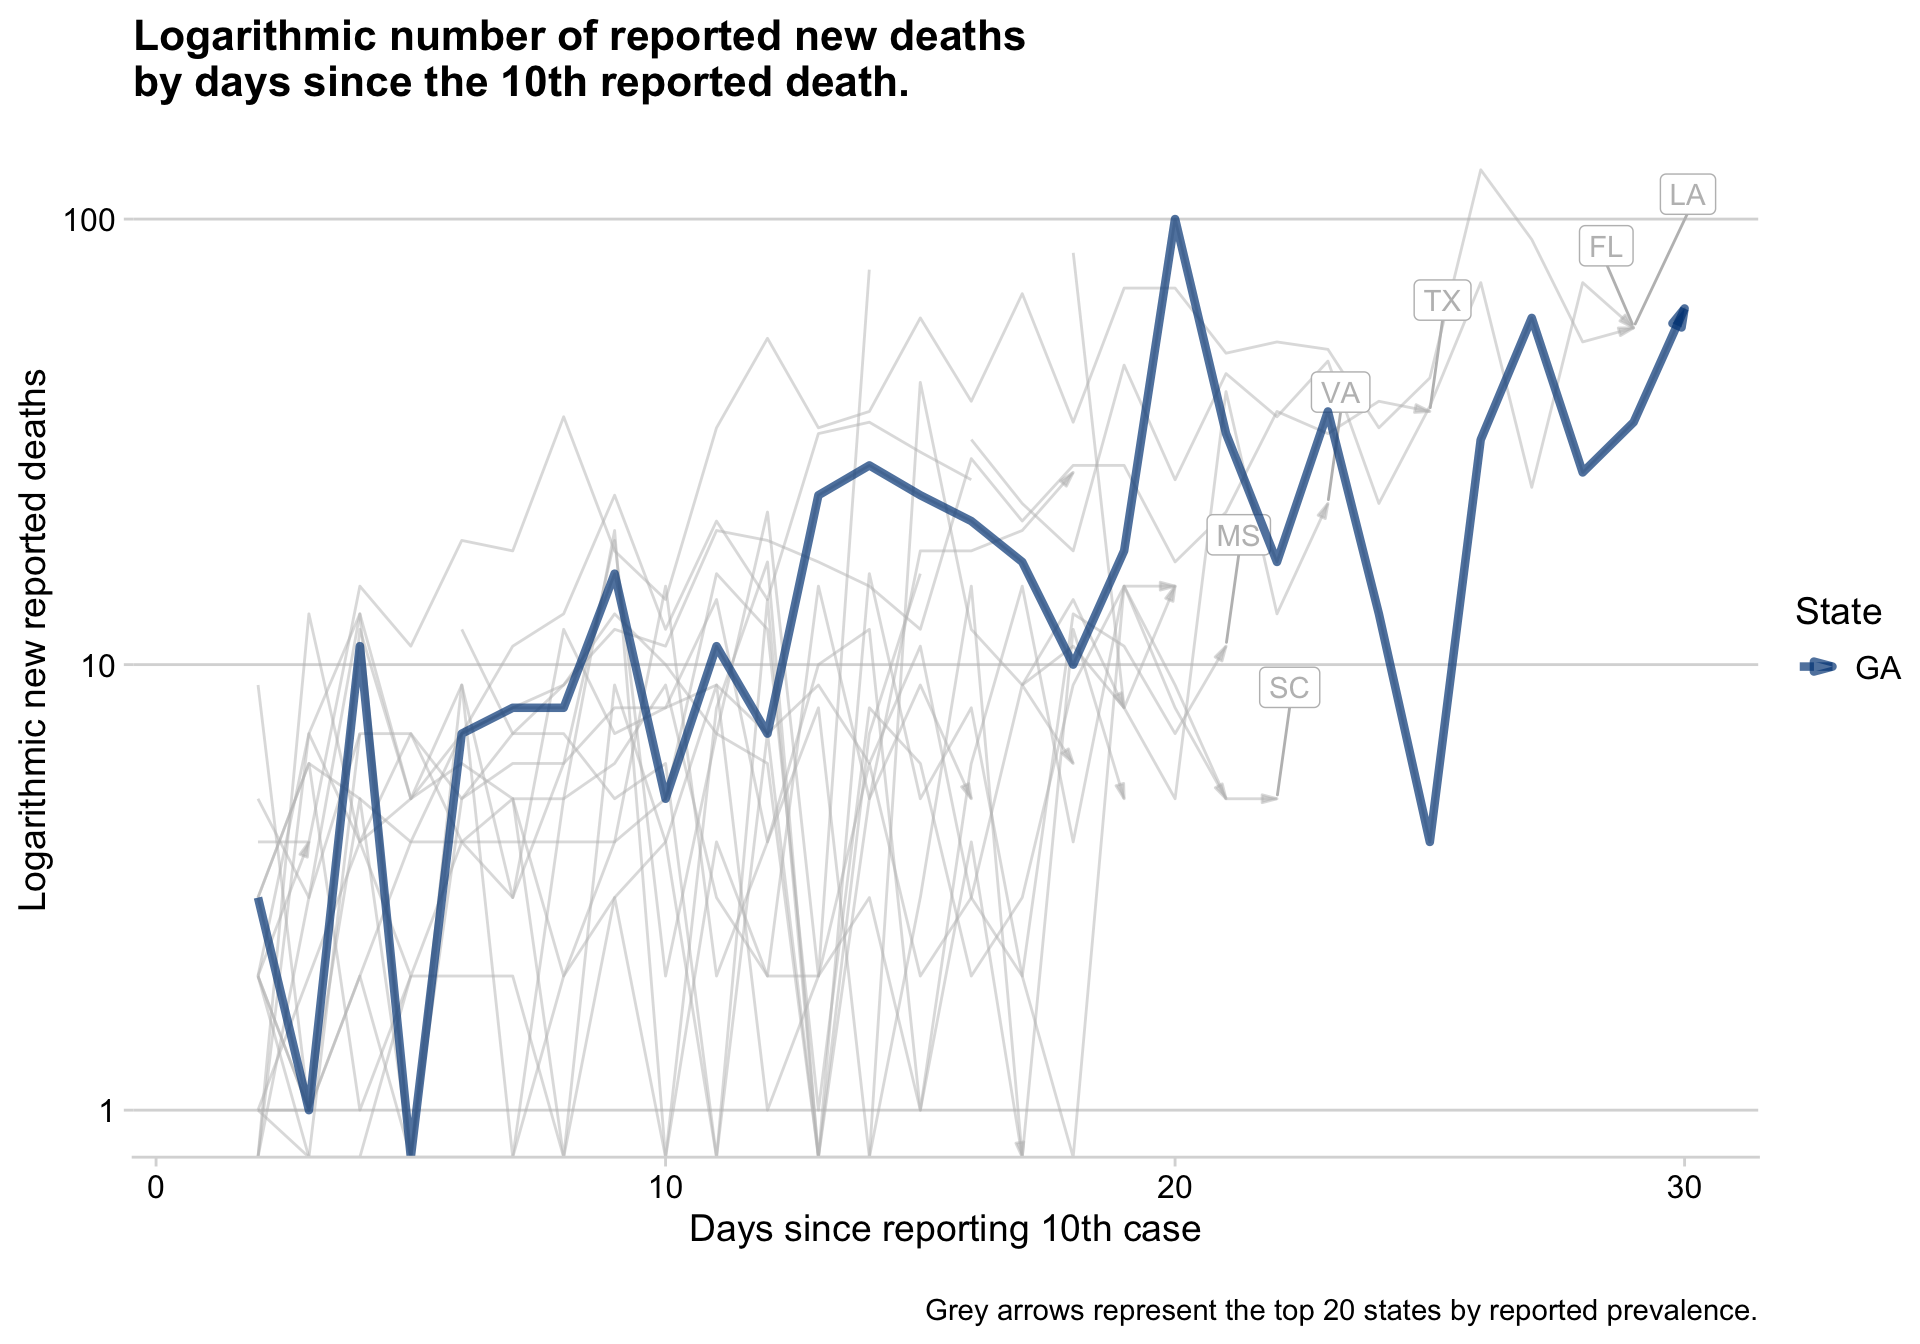 Logarithmic number of reported new deaths
by days since the 10th reported death.
Logarithmic new reported deaths
100
10
1
LA
FL
TX
VA
MS
SC
State
GA
0
10
20
30
Days since reporting 10th case
Grey arrows represent the top 20 states by reported prevalence.